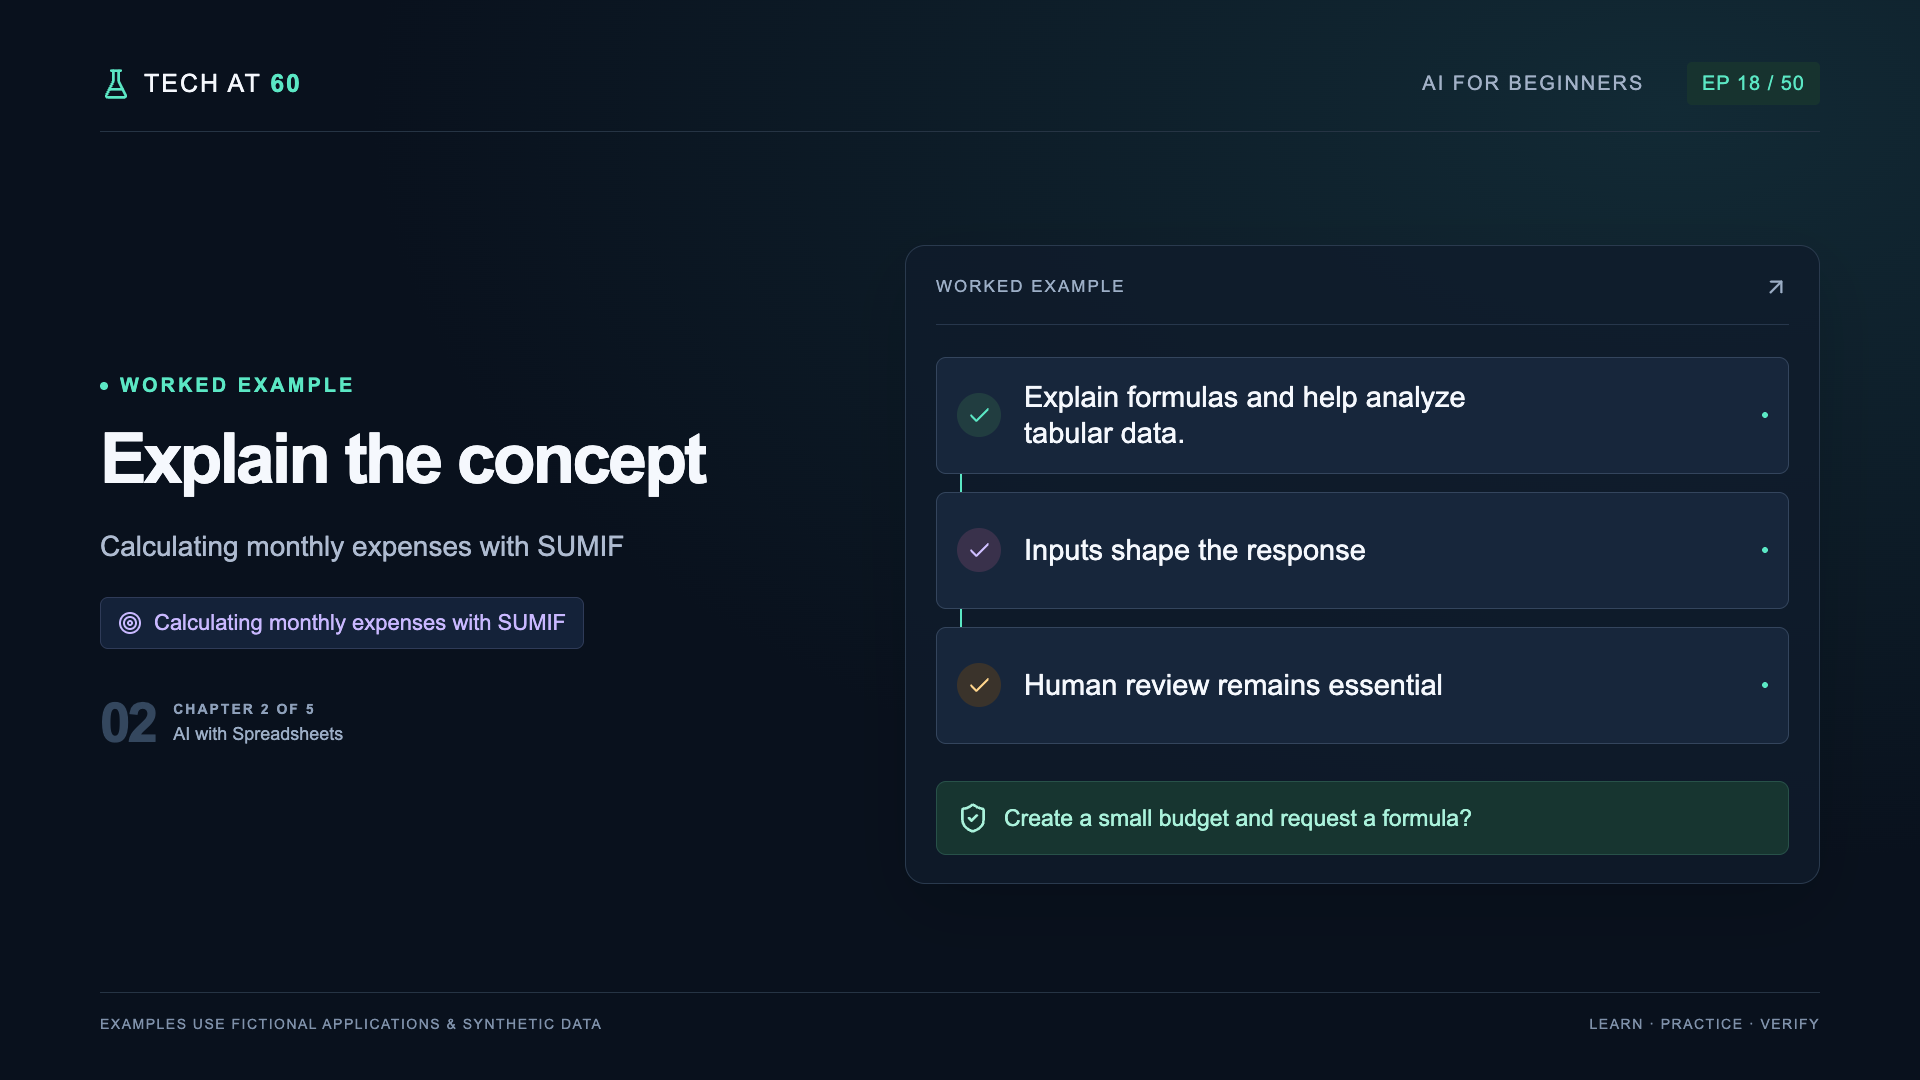 TECH AT 60
AI FOR BEGINNERS
EP 18 / 50
WORKED EXAMPLE
Explain the concept
Calculating monthly expenses with SUMIF
Calculating monthly expenses with SUMIF
02
CHAPTER 2 OF 5
AI with Spreadsheets
WORKED EXAMPLE
Explain formulas and help analyze
tabular data.
Inputs shape the response
Human review remains essential
Create a small budget and request a formula?
EXAMPLES USE FICTIONAL APPLICATIONS & SYNTHETIC DATA
LEARN · PRACTICE · VERIFY